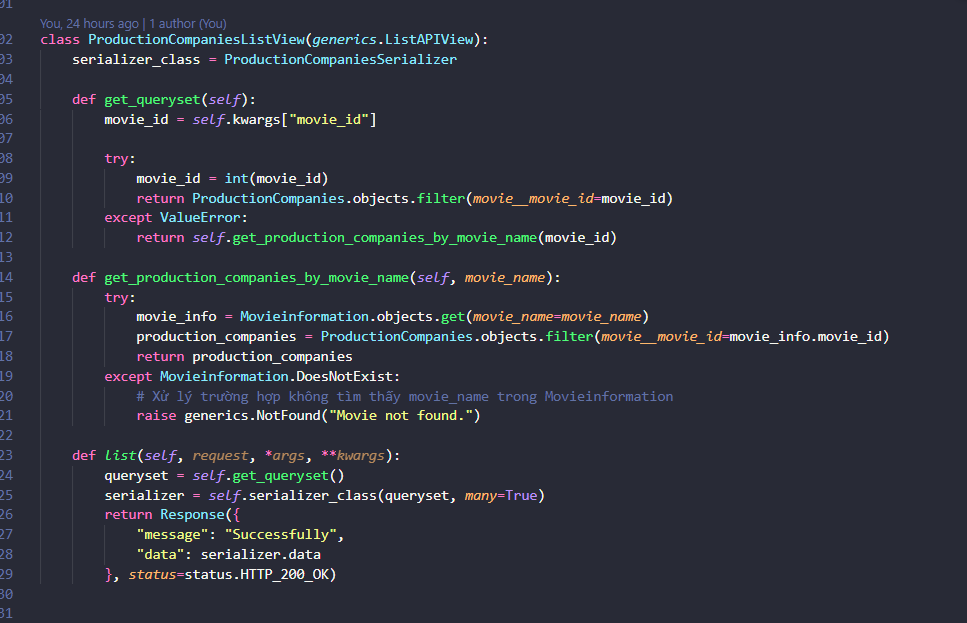 01
You, 24 hours ago | 1 author (You)
02 class ProductionCompaniesListView(generics.ListAPIView):
03     serializer_class = ProductionCompaniesSerializer
04
05     def get_queryset(self):
06         movie_id = self.kwargs["movie_id"]
07
08         try:
09             movie_id = int(movie_id)
10             return ProductionCompanies.objects.filter(movie__movie_id=movie_id)
11         except ValueError:
12             return self.get_production_companies_by_movie_name(movie_id)
13
14     def get_production_companies_by_movie_name(self, movie_name):
15         try:
16             movie_info = Movieinformation.objects.get(movie_name=movie_name)
17             production_companies = ProductionCompanies.objects.filter(movie__movie_id=movie_info.movie_id)
18             return production_companies
19         except Movieinformation.DoesNotExist:
20             # Xử lý trường hợp không tìm thấy movie_name trong Movieinformation
21             raise generics.NotFound("Movie not found.")
22
23     def list(self, request, *args, **kwargs):
24         queryset = self.get_queryset()
25         serializer = self.serializer_class(queryset, many=True)
26         return Response({
27             "message": "Successfully",
28             "data": serializer.data
29         }, status=status.HTTP_200_OK)
30
31